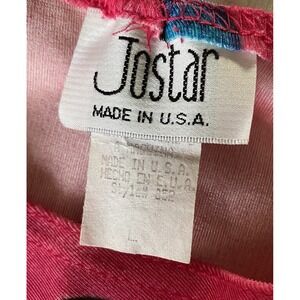 Jostar
MADE IN U.S.A.
MADE IN U.S.A.
HECHO EN E.U.A.
L